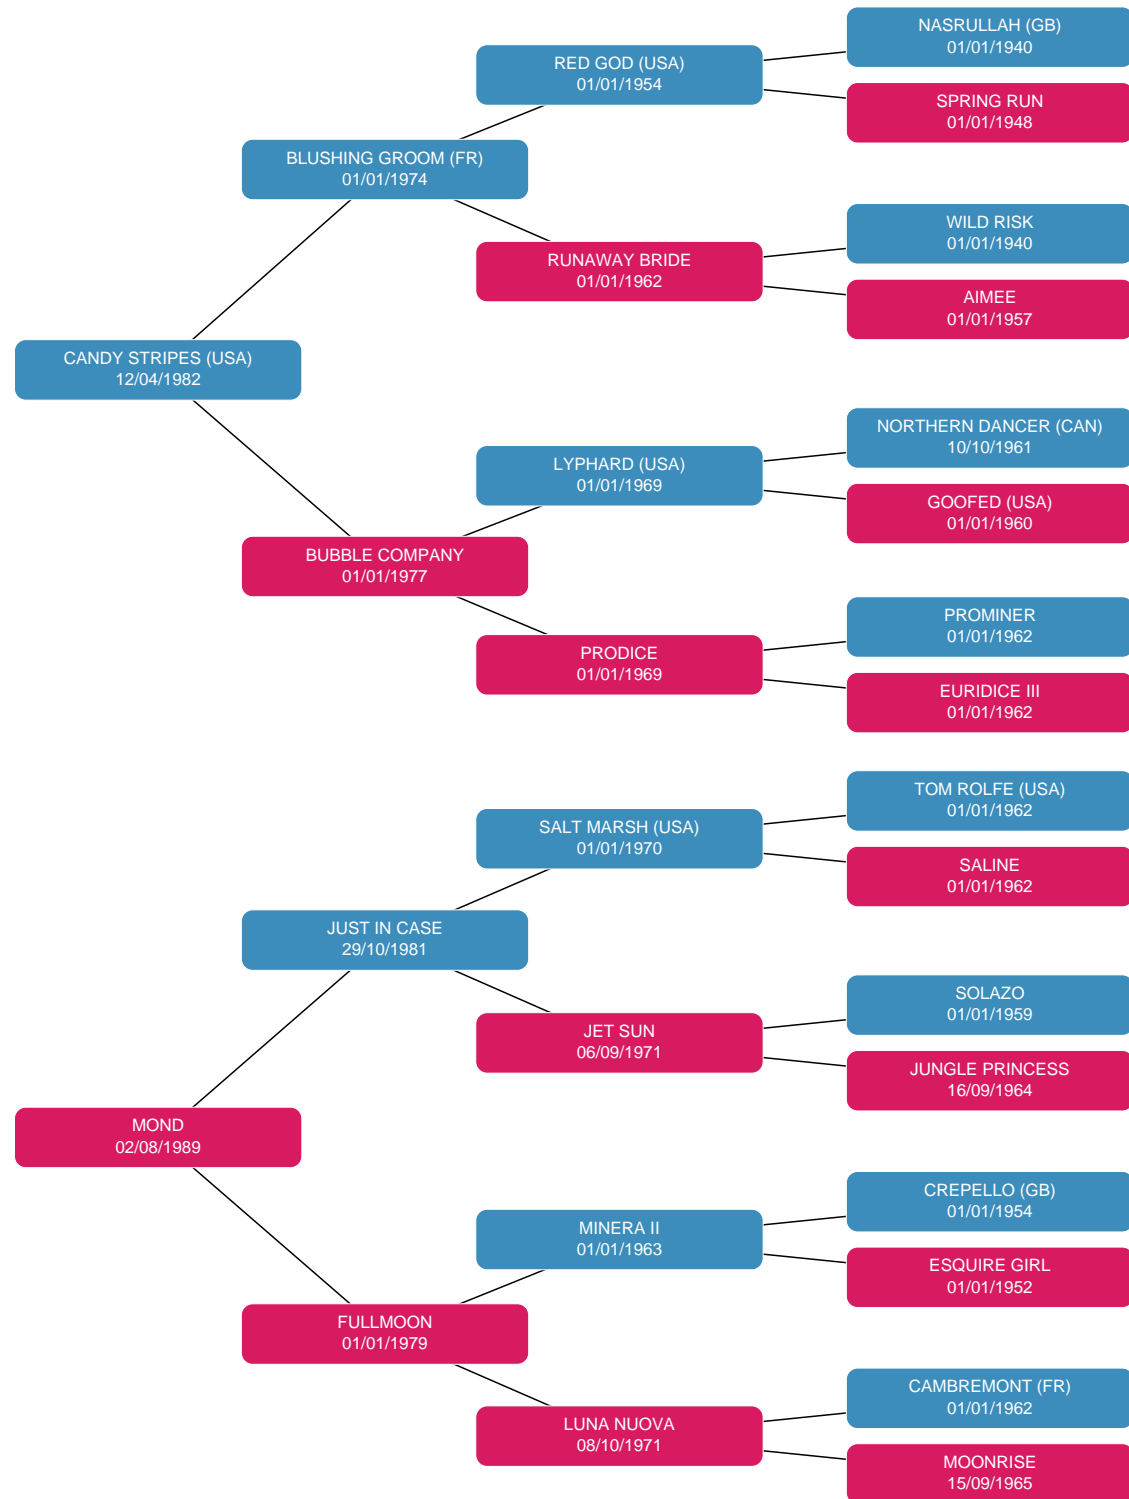 NASRULLAH (GB)
01/01/1940
RED GOD (USA)
01/01/1954
SPRING RUN
01/01/1948
BLUSHING GROOM (FR)
01/01/1974
WILD RISK
01/01/1940
RUNAWAY BRIDE
01/01/1962
AIMEE
01/01/1957
CANDY STRIPES (USA)
12/04/1982
NORTHERN DANCER (CAN)
10/10/1961
LYPHARD (USA)
01/01/1969
GOOFED (USA)
01/01/1960
BUBBLE COMPANY
01/01/1977
PROMINER
01/01/1962
PRODICE
01/01/1969
EURIDICE III
01/01/1962
TOM ROLFE (USA)
01/01/1962
SALT MARSH (USA)
01/01/1970
SALINE
01/01/1962
JUST IN CASE
29/10/1981
SOLAZO
01/01/1959
JET SUN
06/09/1971
JUNGLE PRINCESS
16/09/1964
MOND
02/08/1989
CREPELLO (GB)
01/01/1954
MINERA II
01/01/1963
ESQUIRE GIRL
01/01/1952
FULLMOON
01/01/1979
CAMBREMONT (FR)
01/01/1962
LUNA NUOVA
08/10/1971
MOONRISE
15/09/1965